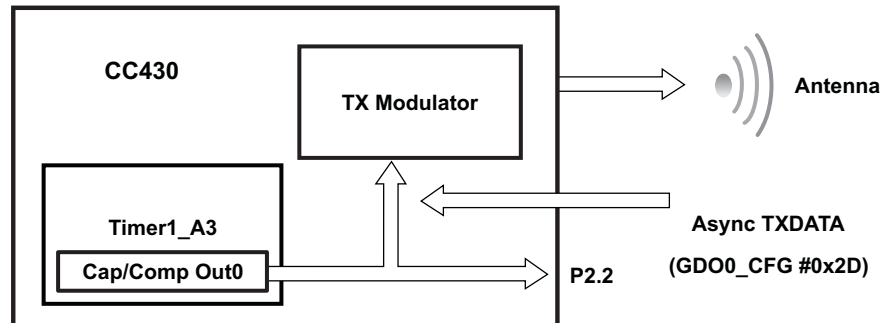 CC430
TX Modulator
Antenna
Timer1_A3
Cap/Comp Out0
P2.2
Async TXDATA
(GDO0_CFG #0x2D)